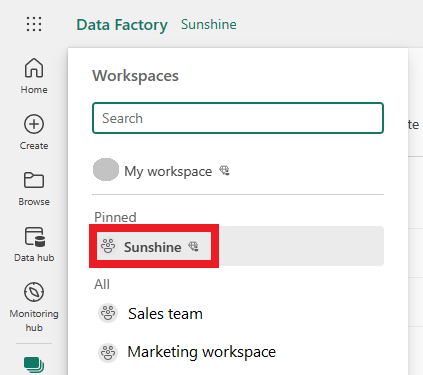 Data Factory Sunshine
Workspaces
Search
My workspace
Pinned
Sunshine
All
Sales team
Marketing workspace
Home
Create
Browse
Data hub
Monitoring
hub
te